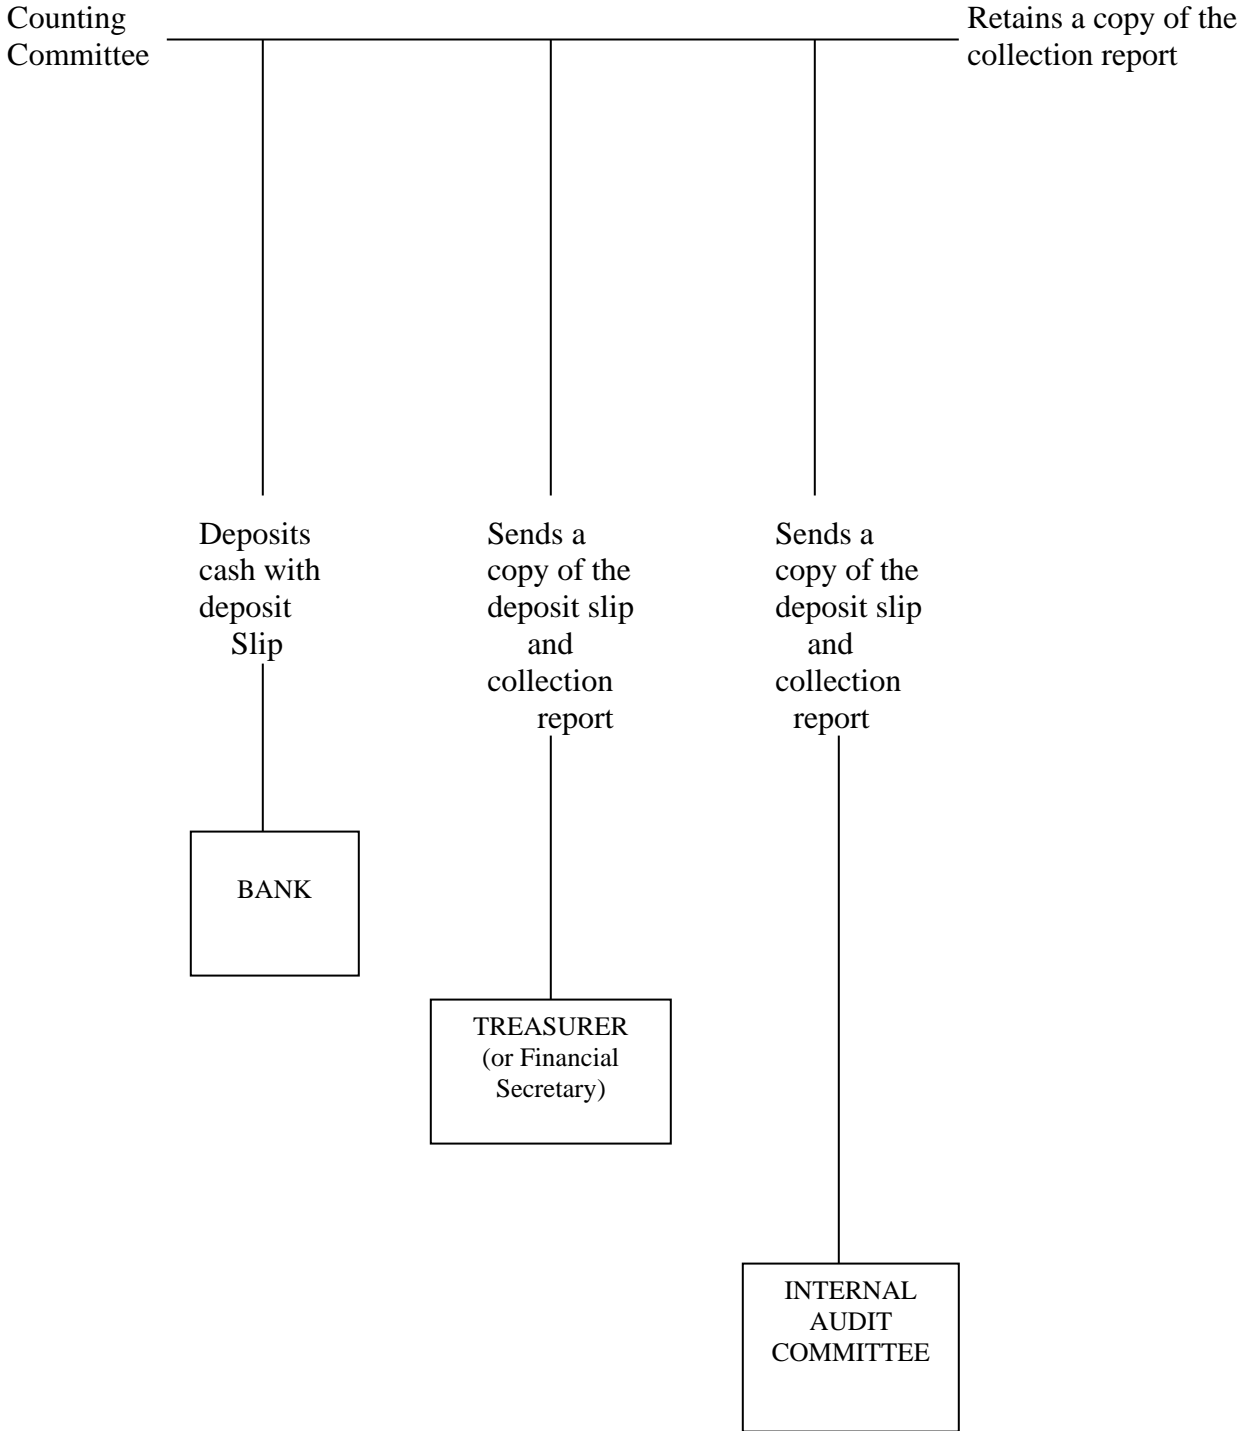 Counting
Committee
Retains a copy of the
collection report
Deposits
cash with
deposit
Slip
Sends a
copy of the
deposit slip
and
collection
report
Sends a
copy of the
deposit slip
and
collection
report
BANK
TREASURER
(or Financial
Secretary)
INTERNAL
AUDIT
COMMITTEE